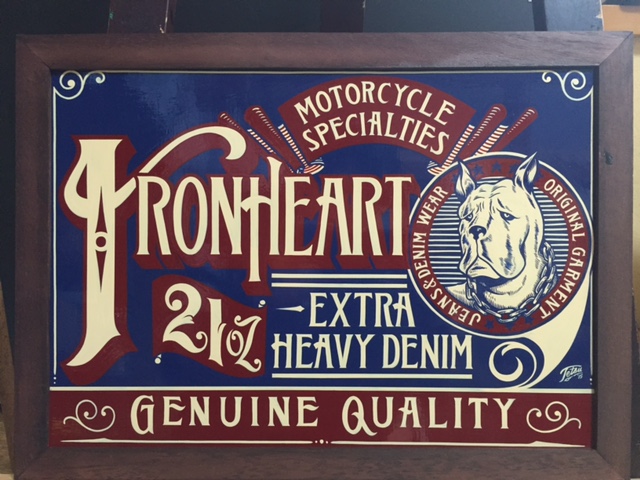 MOTORCYCLE
SPECIALTIES
IRONHEART
JEANS&DENIM WEAR
ORIGINAL GARMENT
21oz
EXTRA
HEAVY DENIM
GENUINE QUALITY